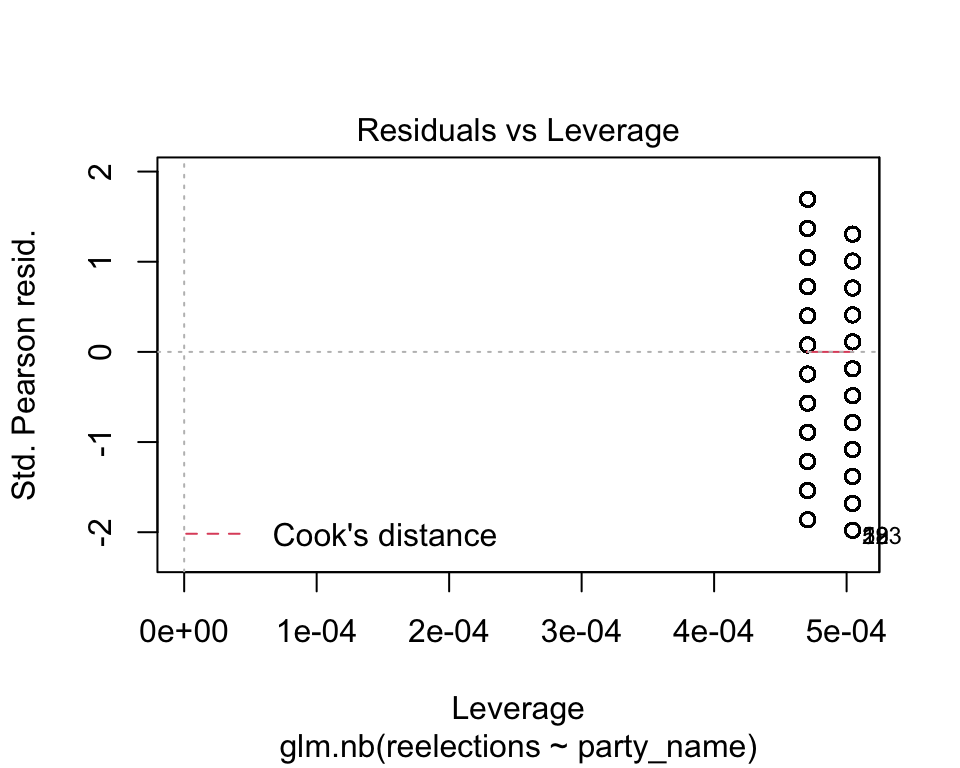 Residuals vs Leverage
Std. Pearson resid.
2
1
0
-1
-2
Cook's distance
0e+00 1e-04 2e-04 3e-04 4e-04 5e-04
Leverage
glm.nb(reelections ~ party_name)